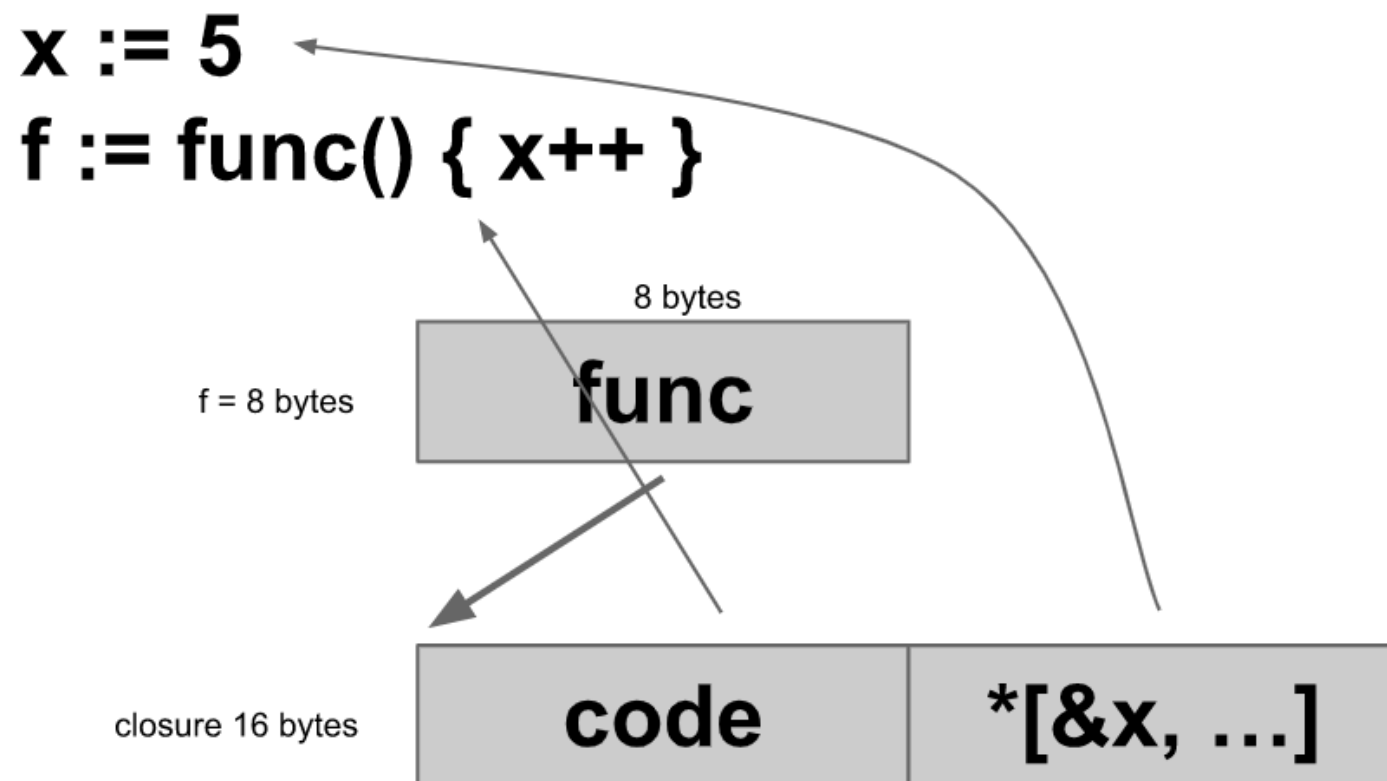 x := 5
f := func() { x++ }
8 bytes
f = 8 bytes
func
closure 16 bytes
code
*[&x, …]